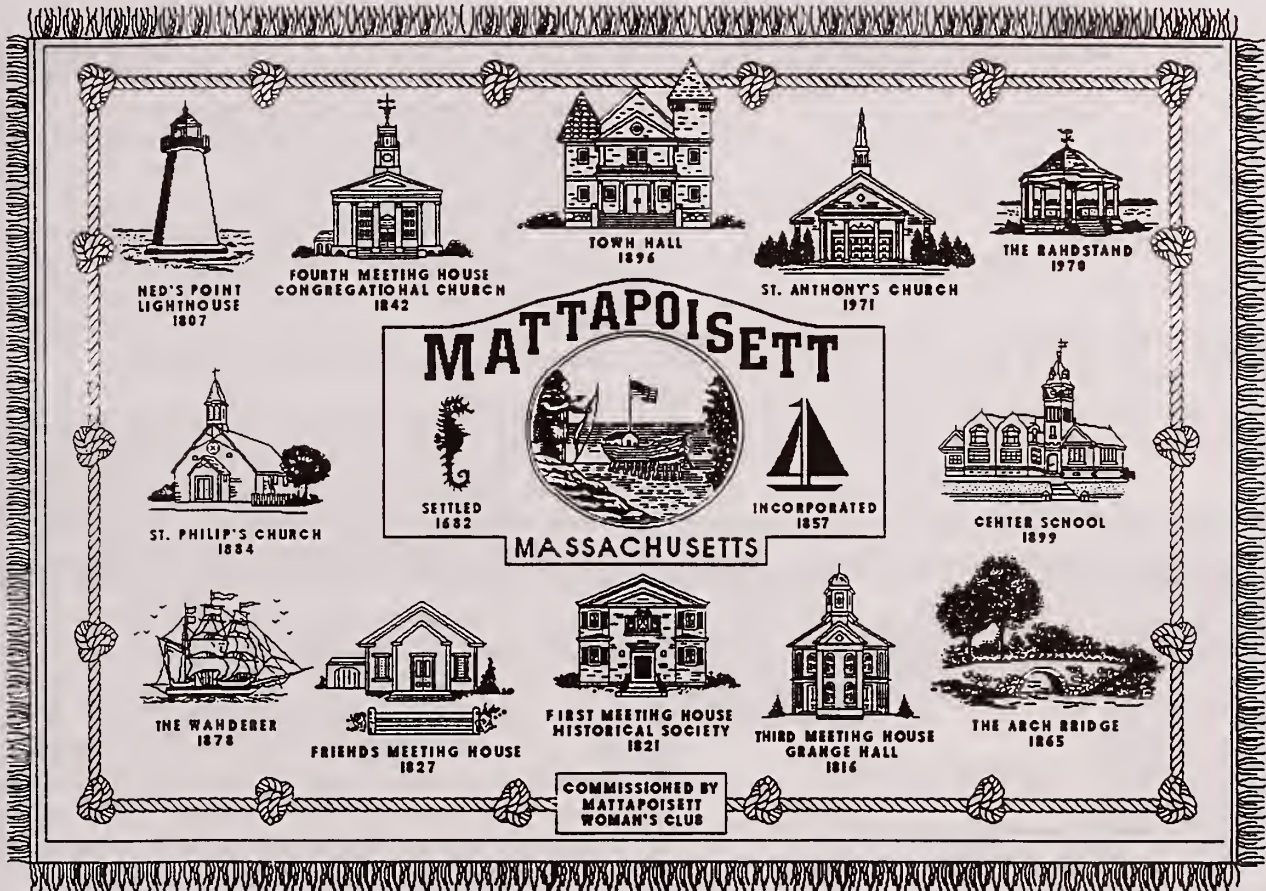 NED'S POINT
LIGHTHOUSE
1807
FOURTH MEETING HOUSE
CONGREGATIONAL CHURCH
1842
TOWN HALL
1896
ST. ANTHONY'S CHURCH
1971
THE BANDSTAND
1978
MATTAPOISETT
SETTLED
1682
INCORPORATED
1857
MASSACHUSETTS
ST. PHILIP'S CHURCH
1884
CENTER SCHOOL
1899
THE WANDERER
1878
FRIENDS MEETING HOUSE
1827
FIRST MEETING HOUSE
HISTORICAL SOCIETY
1821
THIRD MEETING HOUSE
GRANGE HALL
1816
THE ARCH BRIDGE
1865
COMMISSIONED BY
MATTAPOISETT
WOMAN'S CLUB